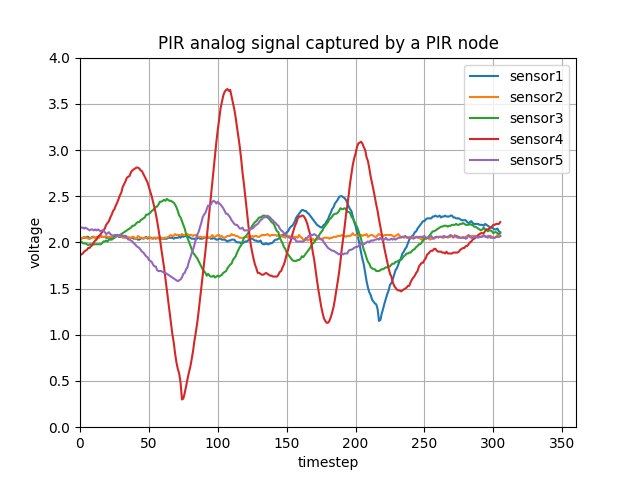 PIR analog signal captured by a PIR node
4.0
3.5
3.0
2.5
2.0
1.5
1.0
0.5
0.0
voltage
sensor1
sensor2
sensor3
sensor4
sensor5
0 50 100 150 200 250 300 350
timestep